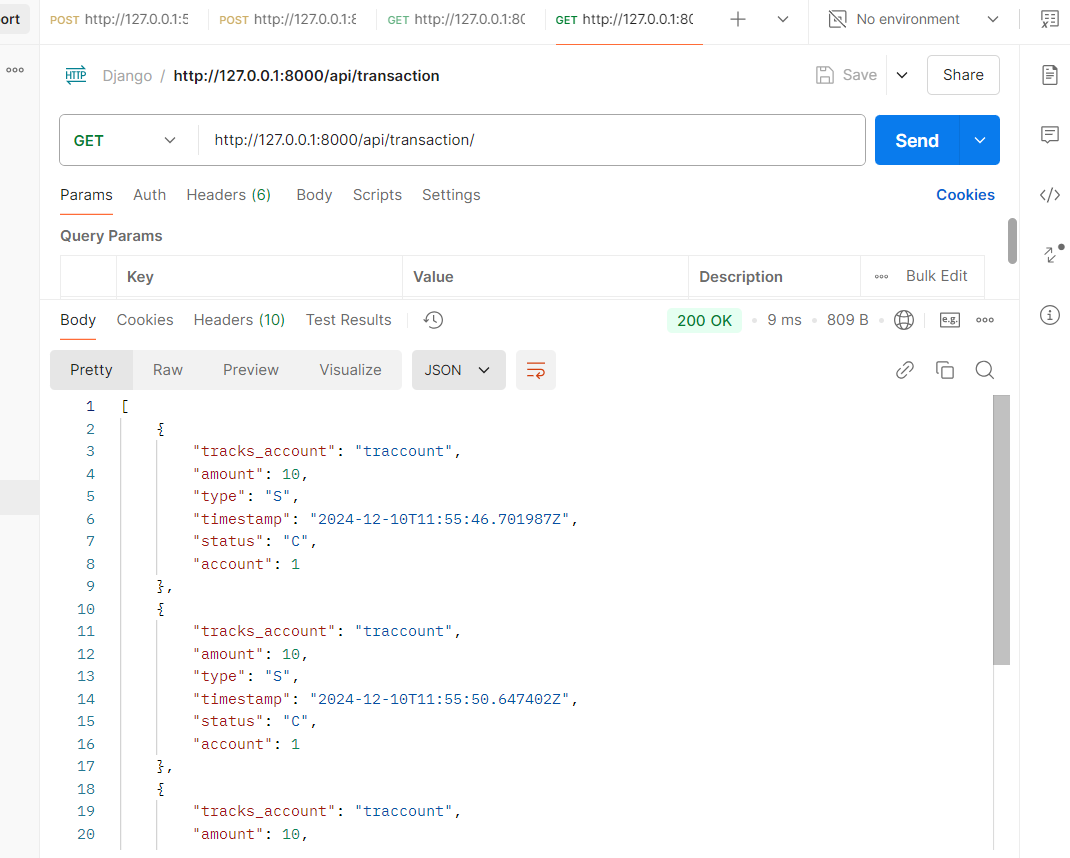 ort POST http://127.0.0.1:5 POST http://127.0.0.1:8 GET http://127.0.0.1:80 GET http://127.0.0.1:80 No environment
HTTP Django / http://127.0.0.1:8000/api/transaction Save Share
GET http://127.0.0.1:8000/api/transaction/ Send
Params Auth Headers (6) Body Scripts Settings Cookies
Query Params
Key Value Description Bulk Edit
Body Cookies Headers (10) Test Results 200 OK 9 ms 809 B e.g.
Pretty Raw Preview Visualize JSON
1 [
2 {
3 "tracks_account": "traccount",
4 "amount": 10,
5 "type": "S",
6 "timestamp": "2024-12-10T11:55:46.701987Z",
7 "status": "C",
8 "account": 1
9 },
10 {
11 "tracks_account": "traccount",
12 "amount": 10,
13 "type": "S",
14 "timestamp": "2024-12-10T11:55:50.647402Z",
15 "status": "C",
16 "account": 1
17 },
18 {
19 "tracks_account": "traccount",
20 "amount": 10,